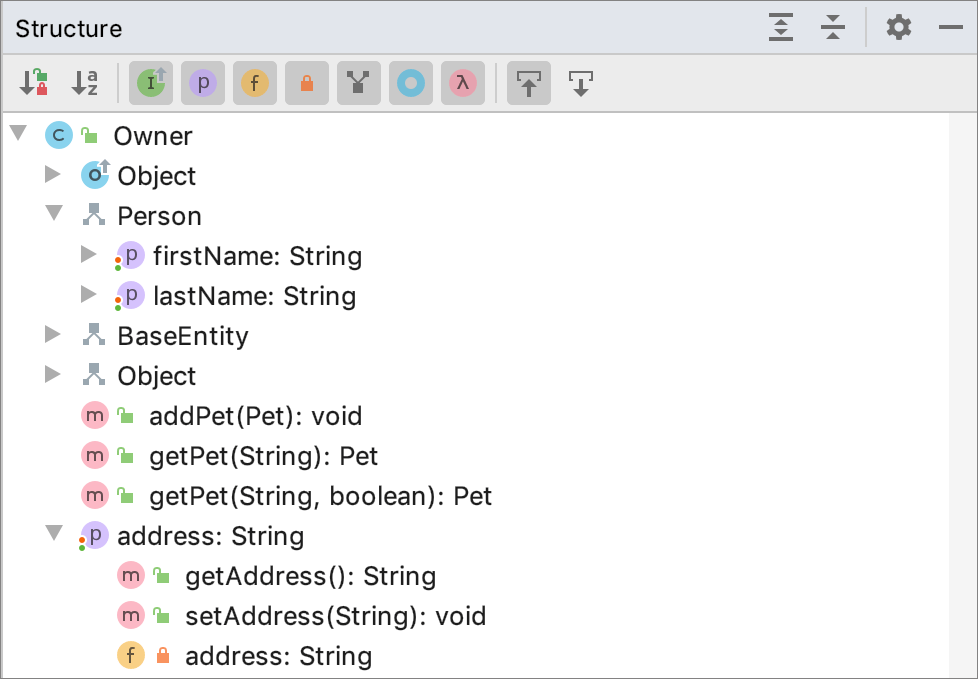 Structure
a z I p f λ
C Owner
o Object
Person
p firstName: String
p lastName: String
BaseEntity
Object
m addPet(Pet): void
m getPet(String): Pet
m getPet(String, boolean): Pet
p address: String
m getAddress(): String
m setAddress(String): void
f address: String